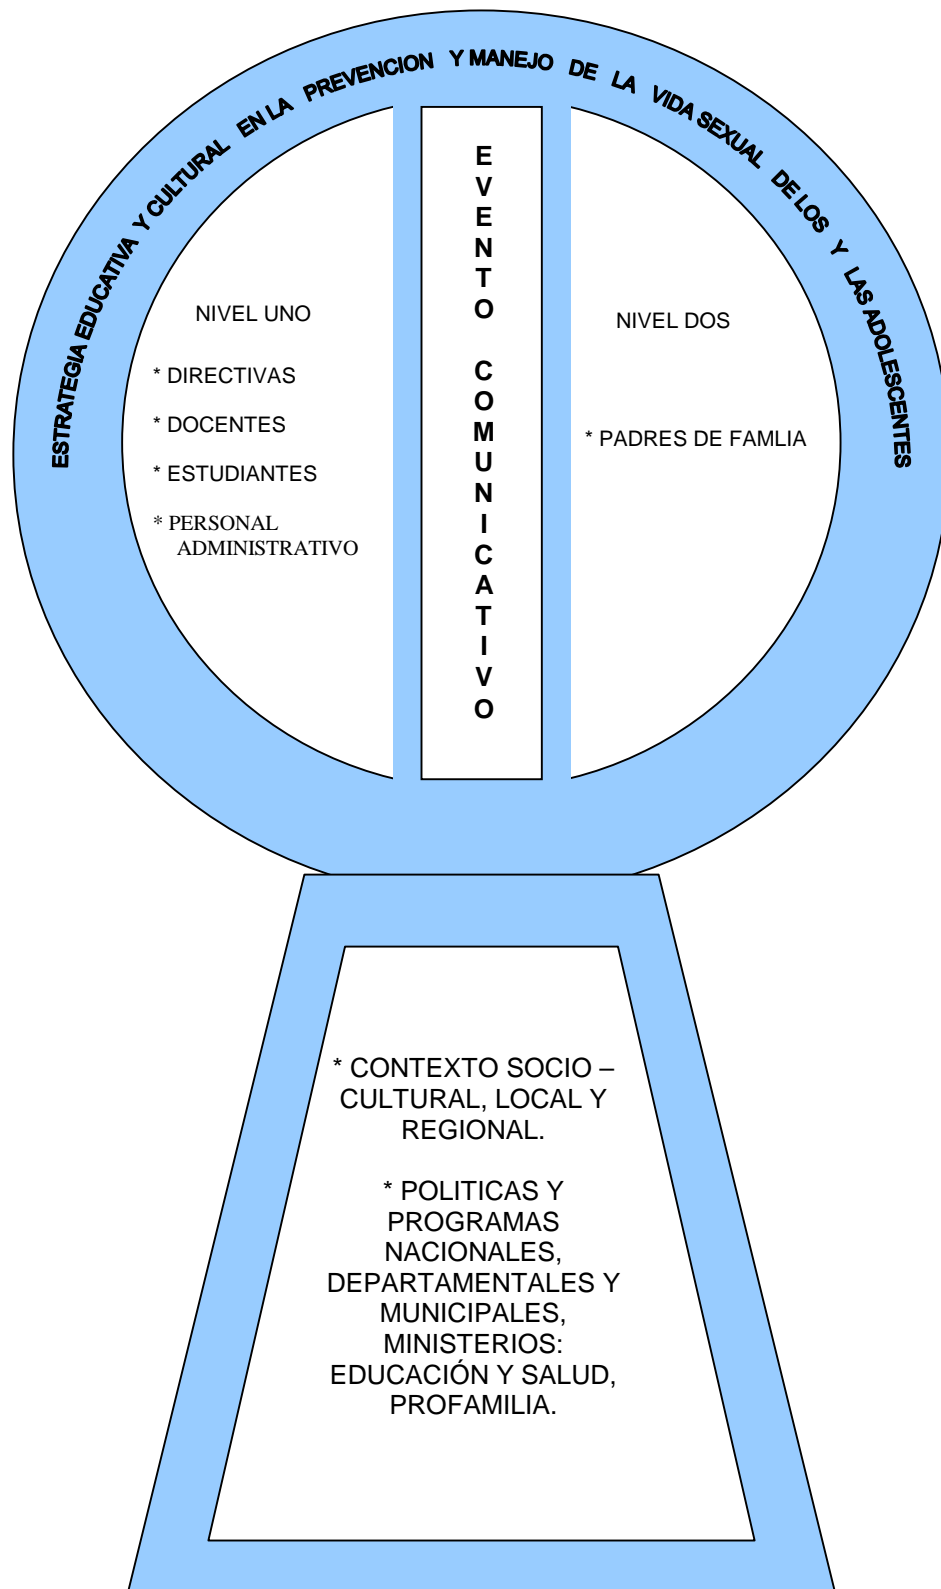 ESTRATEGIA EDUCATIVA Y CULTURAL EN LA PREVENCION Y MANEJO DE LA VIDA SEXUAL DE LOS Y LAS ADOLESCENTES
NIVEL UNO
* DIRECTIVAS
* DOCENTES
* ESTUDIANTES
* PERSONAL
ADMINISTRATIVO
EVENTO COMUNICATIVO
NIVEL DOS
* PADRES DE FAMLIA
* CONTEXTO SOCIO –
CULTURAL, LOCAL Y
REGIONAL.
* POLITICAS Y
PROGRAMAS
NACIONALES,
DEPARTAMENTALES Y
MUNICIPALES,
MINISTERIOS:
EDUCACIÓN Y SALUD,
PROFAMILIA.